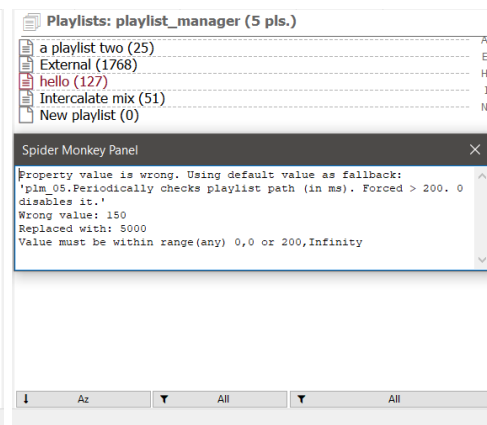 Playlists: playlist_manager (5 pls.)
a playlist two (25)
A
External (1768)
E
hello (127)
H
Intercalate mix (51)
I
New playlist (0)
N
Spider Monkey Panel
Property value is wrong. Using default value as fallback:
'plm_05.Periodically checks playlist path (in ms). Forced > 200. 0
disables it.'
Wrong value: 150
Replaced with: 5000
Value must be within range(any) 0,0 or 200,Infinity
Az
All
All